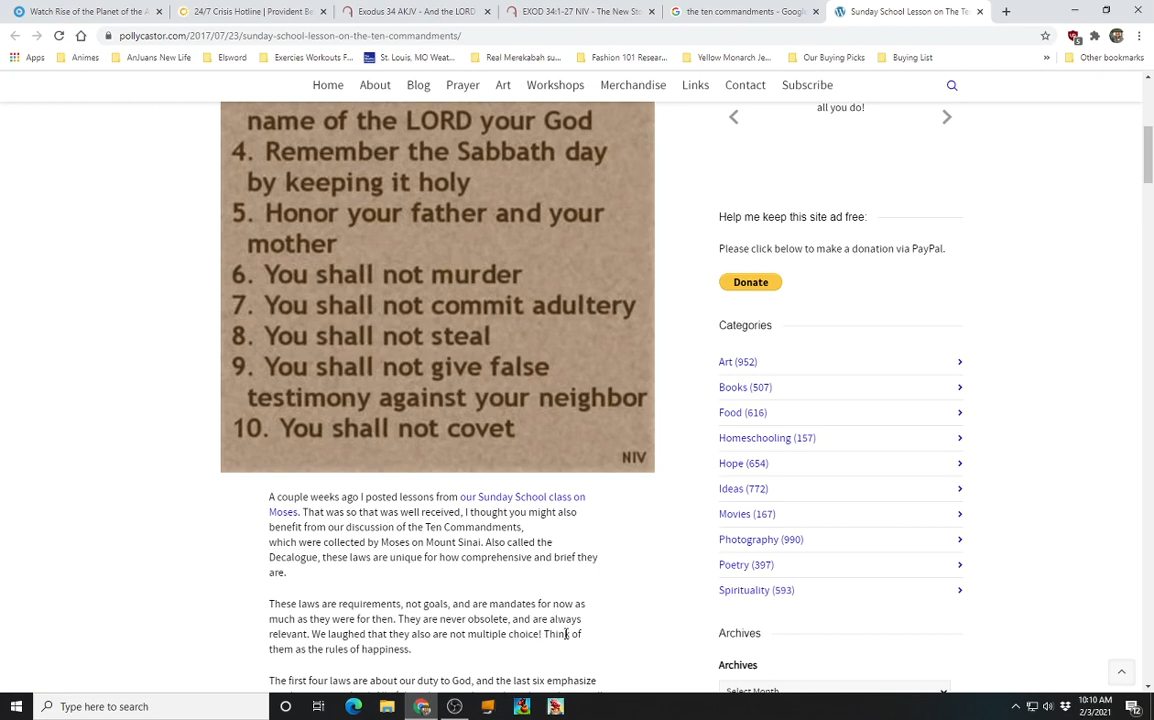 Watch Rise of the Planet of the A
24/7 Crisis Hotline | Provident Be
Exodus 34 AKJV - And the LORD
EXOD 34:1-27 NIV - The New Sto
the ten commandments - Google
Sunday School Lesson on The Te
pollycastor.com/2017/07/23/sunday-school-lesson-on-the-ten-commandments/
Apps
Animes
AnJuans New Life
Elsword
Exercies Workouts F...
St. Louis, MO Weat...
Real Merekabah su...
Fashion 101 Resear...
Yellow Monarch Je...
Our Buying Picks
Buying List
Other bookmarks
Home
About
Blog
Prayer
Art
Workshops
Merchandise
Links
Contact
Subscribe
name of the LORD your God
4. Remember the Sabbath day
by keeping it holy
5. Honor your father and your
mother
6. You shall not murder
7. You shall not commit adultery
8. You shall not steal
9. You shall not give false
testimony against your neighbor
10. You shall not covet
NIV
A couple weeks ago I posted lessons from our Sunday School class on
Moses. That was so that was well received, I thought you might also
benefit from our discussion of the Ten Commandments,
which were collected by Moses on Mount Sinai. Also called the
Decalogue, these laws are unique for how comprehensive and brief they
are.
These laws are requirements, not goals, and are mandates for now as
much as they were for then. They are never obsolete, and are always
relevant. We laughed that they also are not multiple choice! Think of
them as the rules of happiness.
The first four laws are about our duty to God, and the last six emphasize
all you do!
Help me keep this site ad free:
Please click below to make a donation via PayPal.
Donate
Categories
Art (952)
Books (507)
Food (616)
Homeschooling (157)
Hope (654)
Ideas (772)
Movies (167)
Photography (990)
Poetry (397)
Spirituality (593)
Archives
Archives
Select Month
Type here to search
10:10 AM
2/3/2021